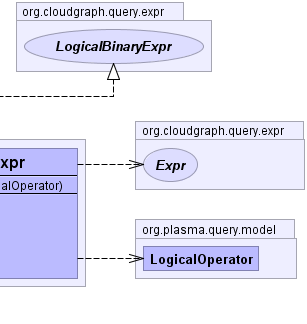 org.cloudgraph.query.expr
LogicalBinaryExpr
org.cloudgraph.query.expr
xpr
Expr
alOperator)
org.plasma.query.model
LogicalOperator